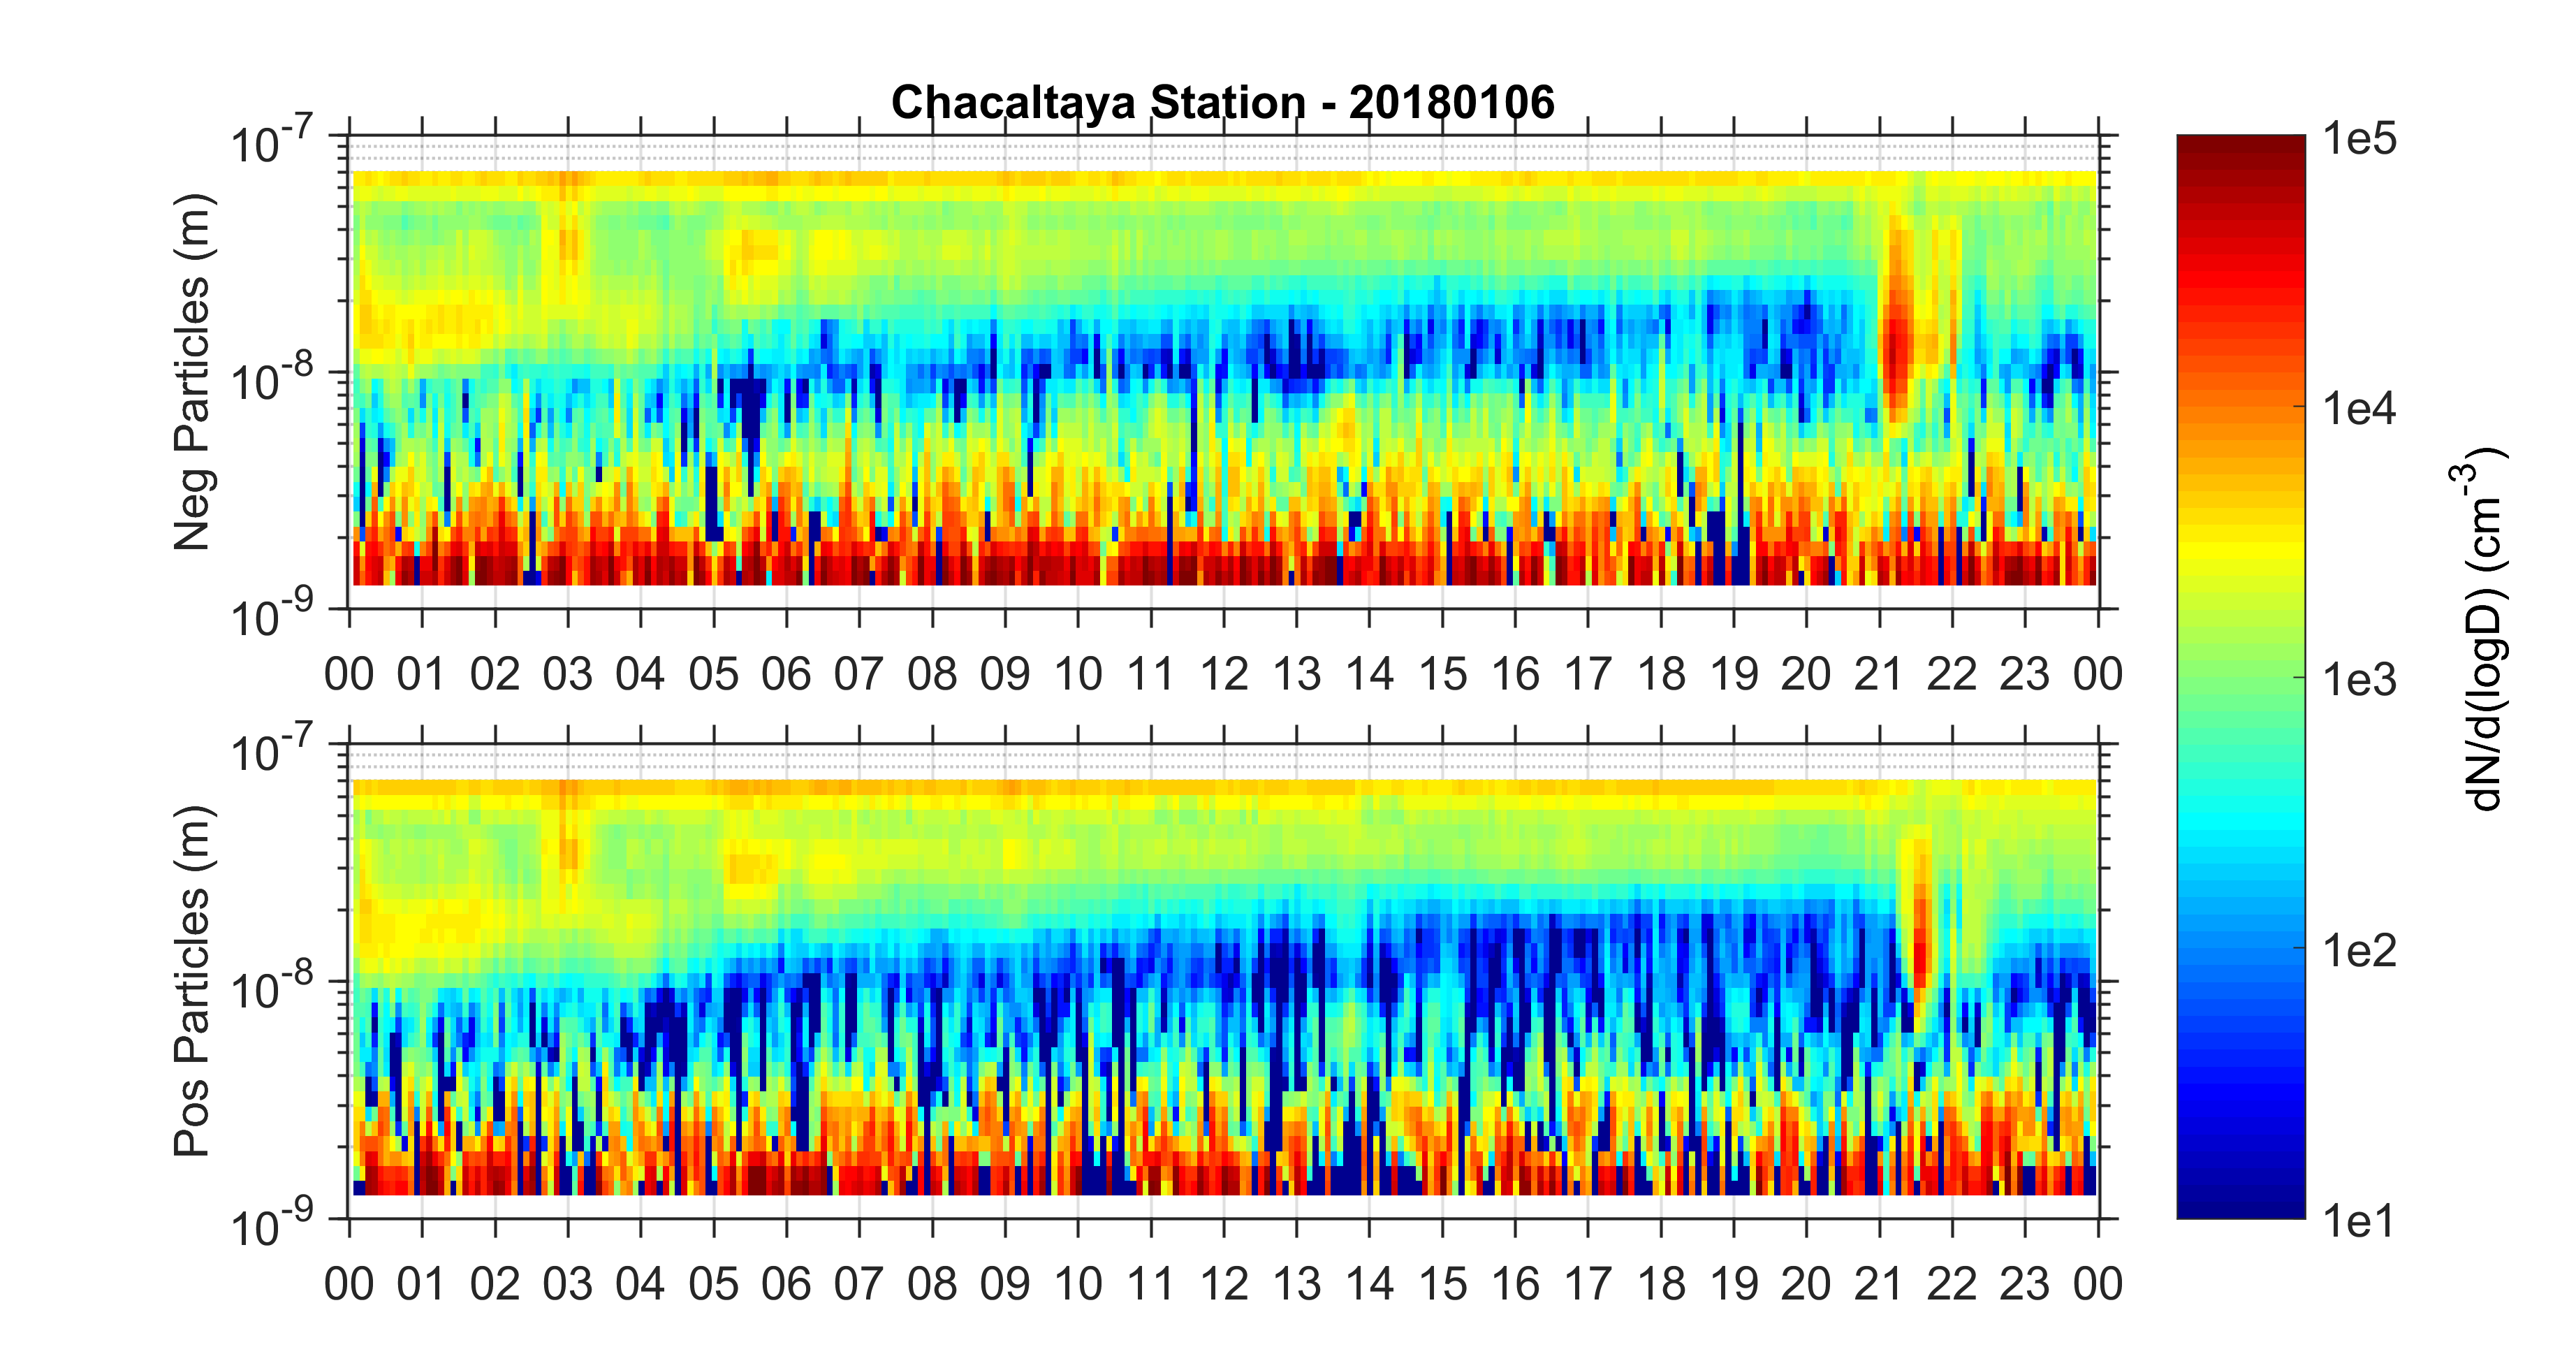 Chacaltaya Station - 20180106
Neg Particles (m)
10-7
10-8
10-9
00 01 02 03 04 05 06 07 08 09 10 11 12 13 14 15 16 17 18 19 20 21 22 23 00
Pos Particles (m)
10-7
10-8
10-9
00 01 02 03 04 05 06 07 08 09 10 11 12 13 14 15 16 17 18 19 20 21 22 23 00
1e5
1e4
1e3
1e2
1e1
dN/d(logD) (cm-3)